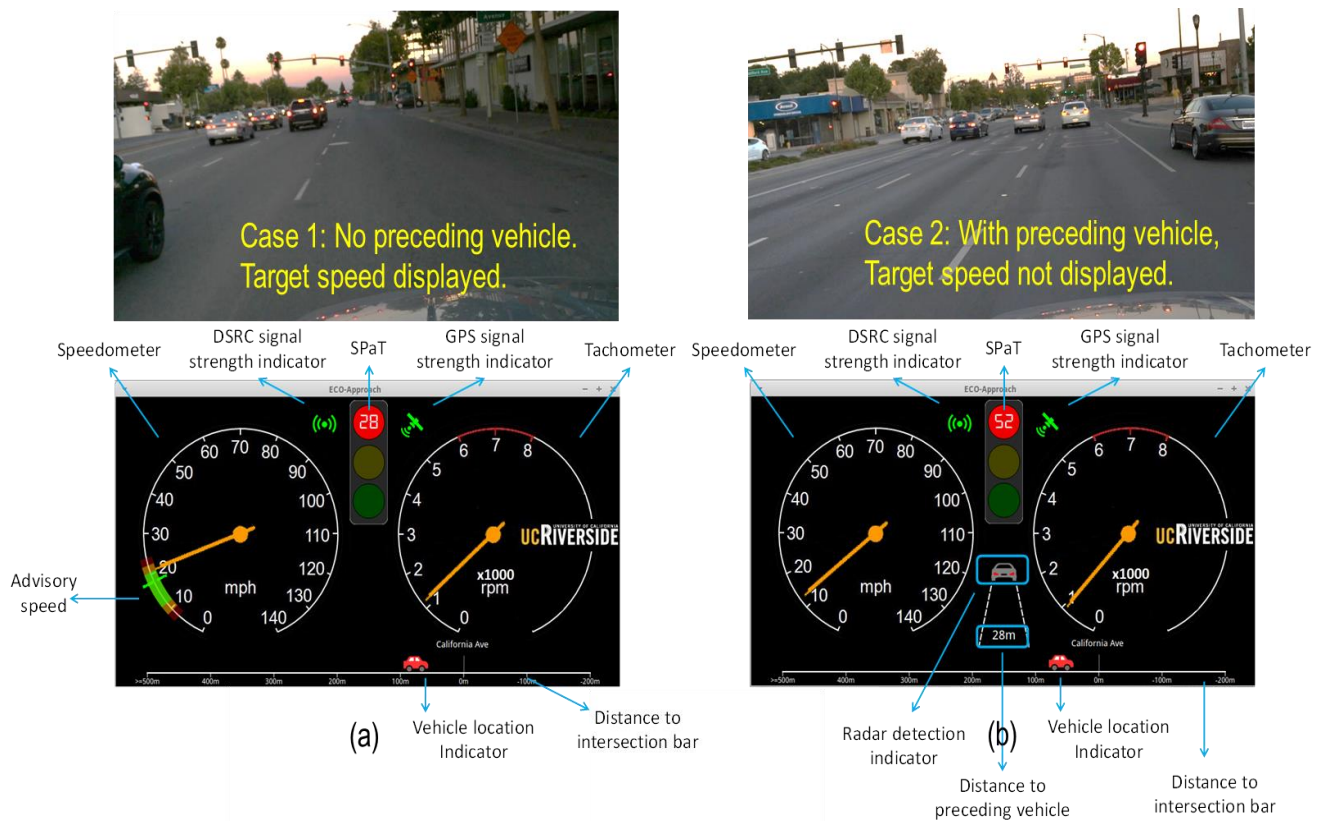 Avenue
Case 1: No preceding vehicle.
Target speed displayed.
Case 2: With preceding vehicle,
Target speed not displayed.
Speedometer
DSRC signal
strength indicator
SPaT
GPS signal
strength indicator
Tachometer
Speedometer
DSRC signal
strength indicator
SPaT
GPS signal
strength indicator
Tachometer
ECO-Approach
28
0
10
20
30
40
50
60
70
80
90
100
110
120
130
140
mph
0
1
2
3
4
5
6
7
8
x1000
rpm
UNIVERSITY OF CALIFORNIA
UCRIVERSIDE
California Ave
>=500m 400m 300m 200m 100m 0m -100m -200m
Advisory
speed
Vehicle location
Indicator
Distance to
intersection bar
(a)
ECO-Approach
52
0
10
20
30
40
50
60
70
80
90
100
110
120
130
140
mph
0
1
2
3
4
5
6
7
8
x1000
rpm
UNIVERSITY OF CALIFORNIA
UCRIVERSIDE
28m
California Ave
>=500m 400m 300m 200m 100m 0m -100m -200m
Radar detection
indicator
(b)
Vehicle location
Indicator
Distance to
preceding vehicle
Distance to
intersection bar